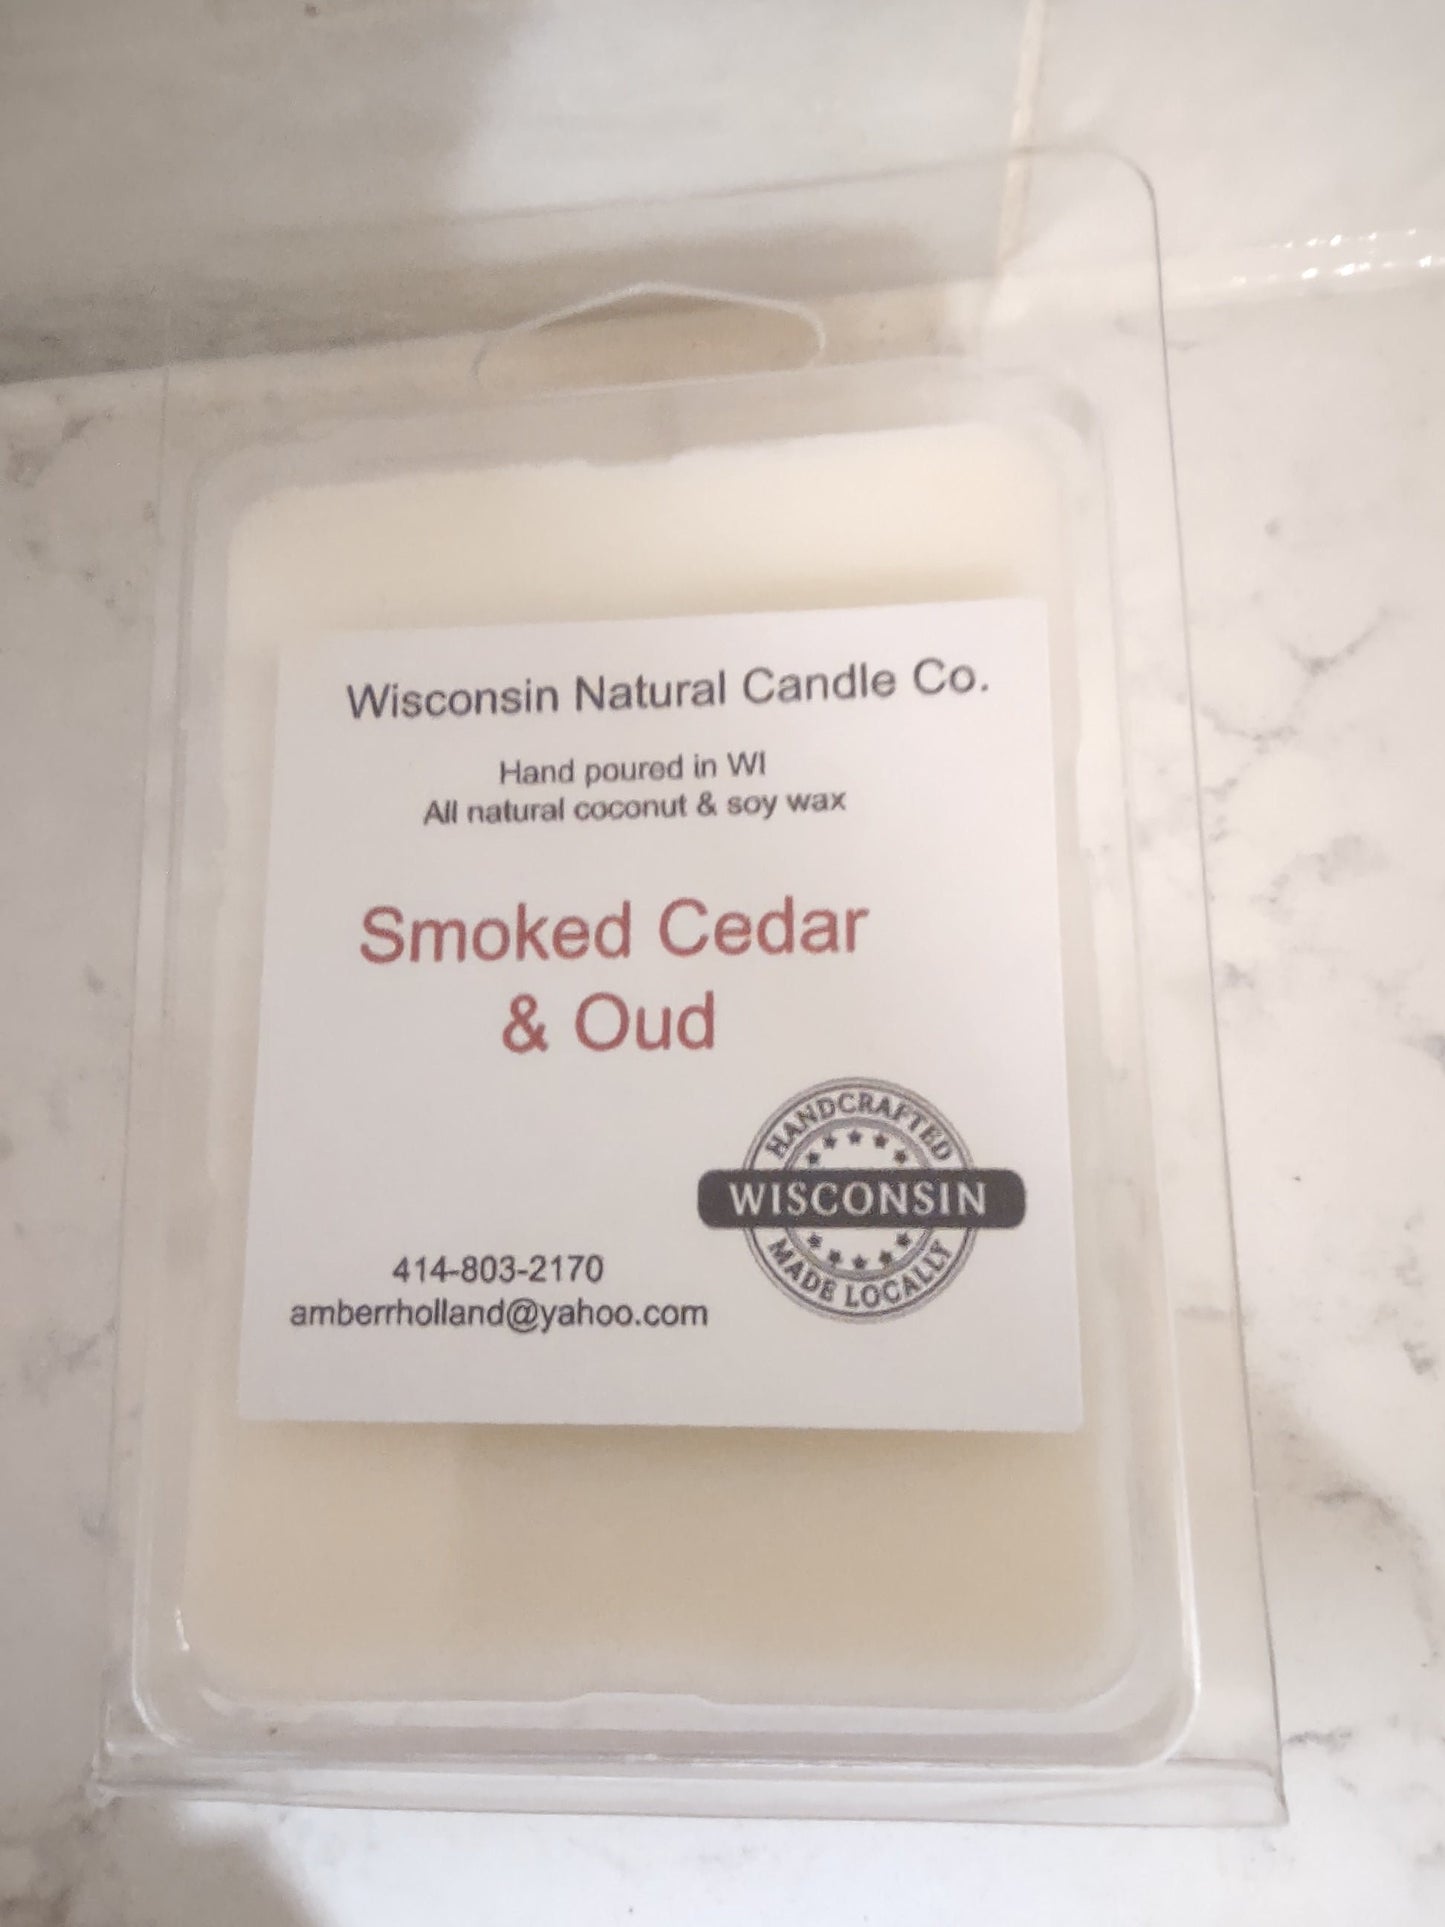 Wisconsin Natural Candle Co.
Hand poured in WI
All natural coconut & soy wax
Smoked Cedar
& Oud
HANDCRAFTED
WISCONSIN
MADE LOCALLY
414-803-2170
amberrholland@yahoo.com